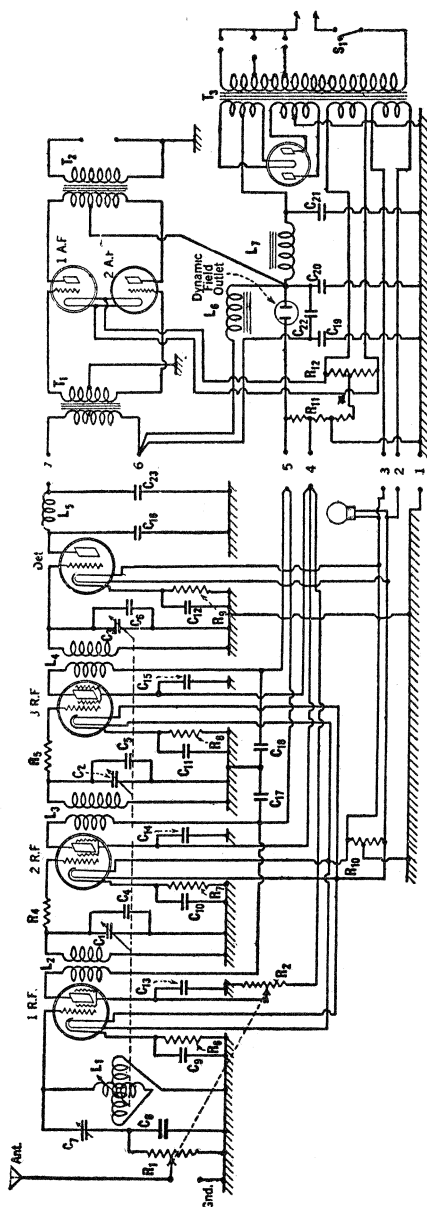 Ant.
C7
R1
C8
Gnd.
L1
1 R.F.
C9
R6
C13
R2
L2
R4
C1
C4
2 R.F
C10
R7
C14
L3
C17
C18
R5
C2
C5
3 R.F
C11
R8
C15
R10
L4
C3
C6
Det
C12
R9
L5
C16
C23
7
6
5
4
3
2
1
T1
1 A.F
2 A.F
T2
L6
Dynamic
Field
Outlet
L7
C19
C22
C20
C21
R11
R12
T3
S1